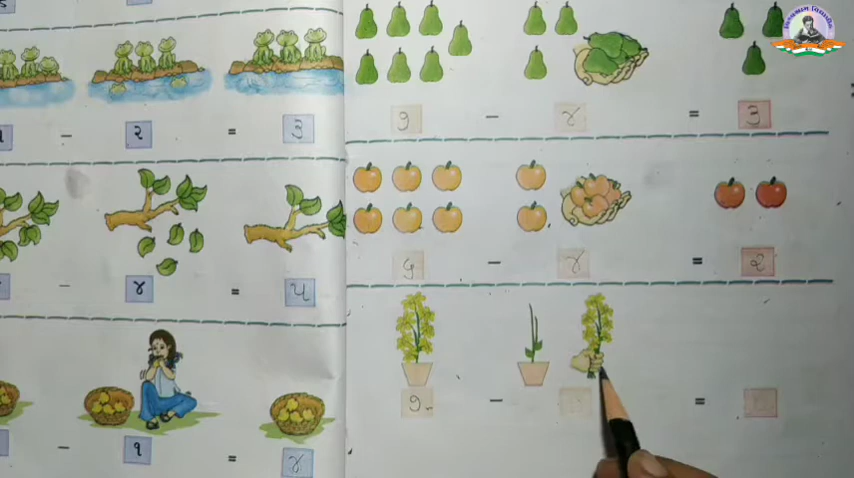 - ૨ = ૩
- ૪ = ૫
- ૧ = ૪
૭ - ૪ = ૩
૬ - ૪ = ૨
૭ - =